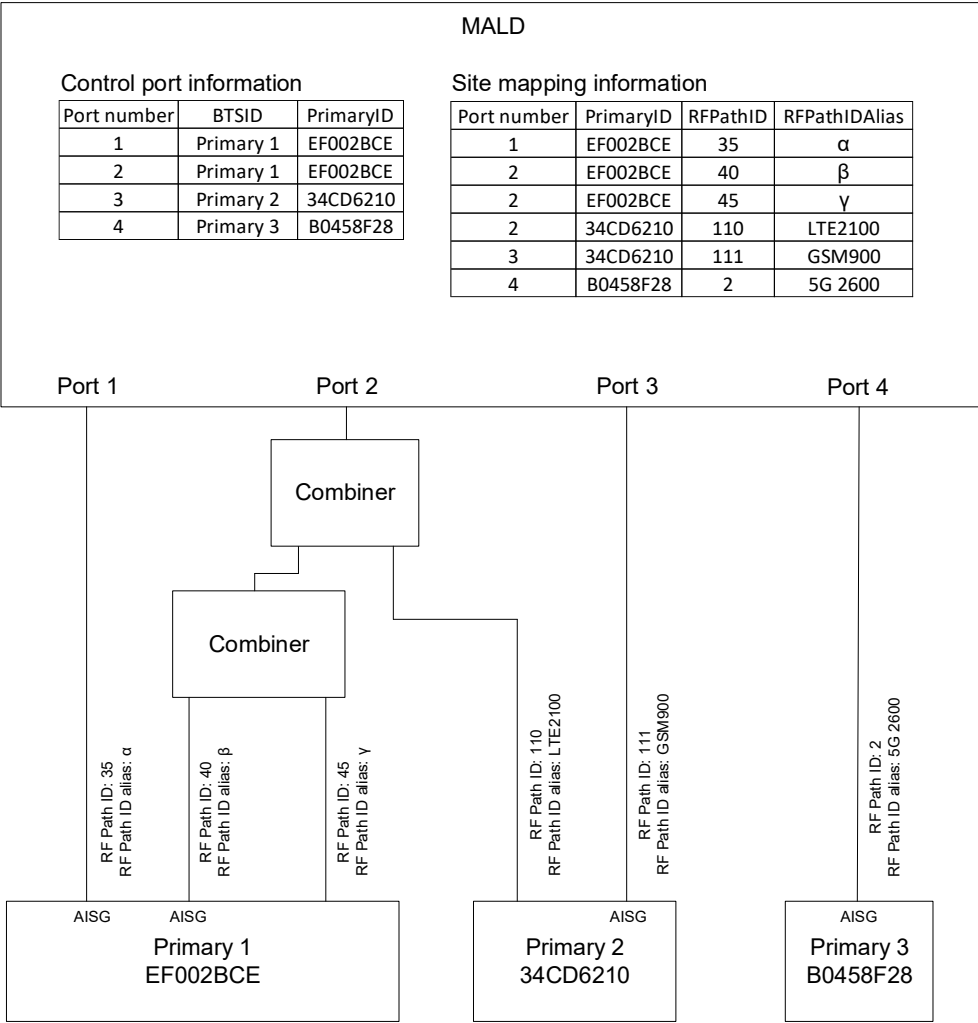 MALD
Control port information
Port number BTSID PrimaryID
1 Primary 1 EF002BCE
2 Primary 1 EF002BCE
3 Primary 2 34CD6210
4 Primary 3 B0458F28
Site mapping information
Port number PrimaryID RFPathID RFPathIDAlias
1 EF002BCE 35 α
2 EF002BCE 40 β
2 EF002BCE 45 γ
2 34CD6210 110 LTE2100
3 34CD6210 111 GSM900
4 B0458F28 2 5G 2600
Port 1
Port 2
Port 3
Port 4
Combiner
Combiner
RF Path ID: 35
RF Path ID alias: α
RF Path ID: 40
RF Path ID alias: β
RF Path ID: 45
RF Path ID alias: γ
RF Path ID: 110
RF Path ID alias: LTE2100
RF Path ID: 111
RF Path ID alias: GSM900
RF Path ID: 2
RF Path ID alias: 5G 2600
AISG
AISG
Primary 1
EF002BCE
AISG
Primary 2
34CD6210
AISG
Primary 3
B0458F28